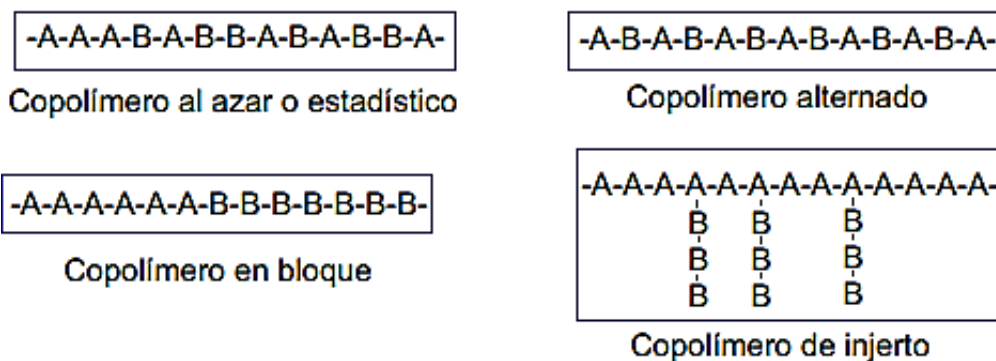 -A-A-A-B-A-B-B-A-B-A-B-B-A-
Copolímero al azar o estadístico
-A-B-A-B-A-B-A-B-A-B-A-B-A-
Copolímero alternado
-A-A-A-A-A-A-B-B-B-B-B-B-B-
Copolímero en bloque
-A-A-A-A-A-A-A-A-A-A-A-A-A-
B B B
B B B
B B B
Copolímero de injerto